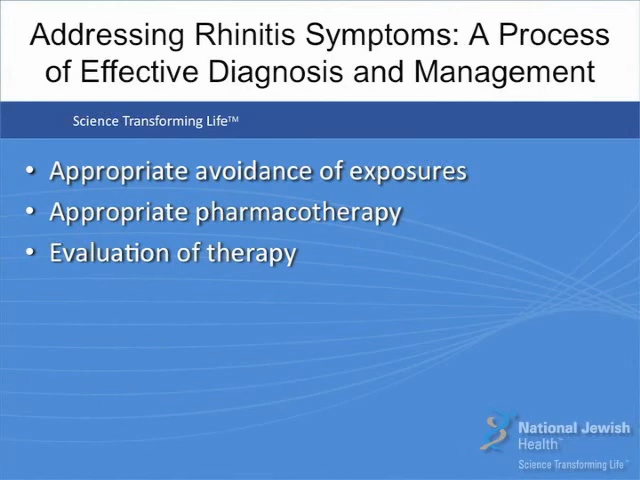 Addressing Rhinitis Symptoms: A Process
of Effective Diagnosis and Management
Science Transforming Life™
• Appropriate avoidance of exposures
• Appropriate pharmacotherapy
• Evaluation of therapy
National Jewish
Health™
Science Transforming Life™